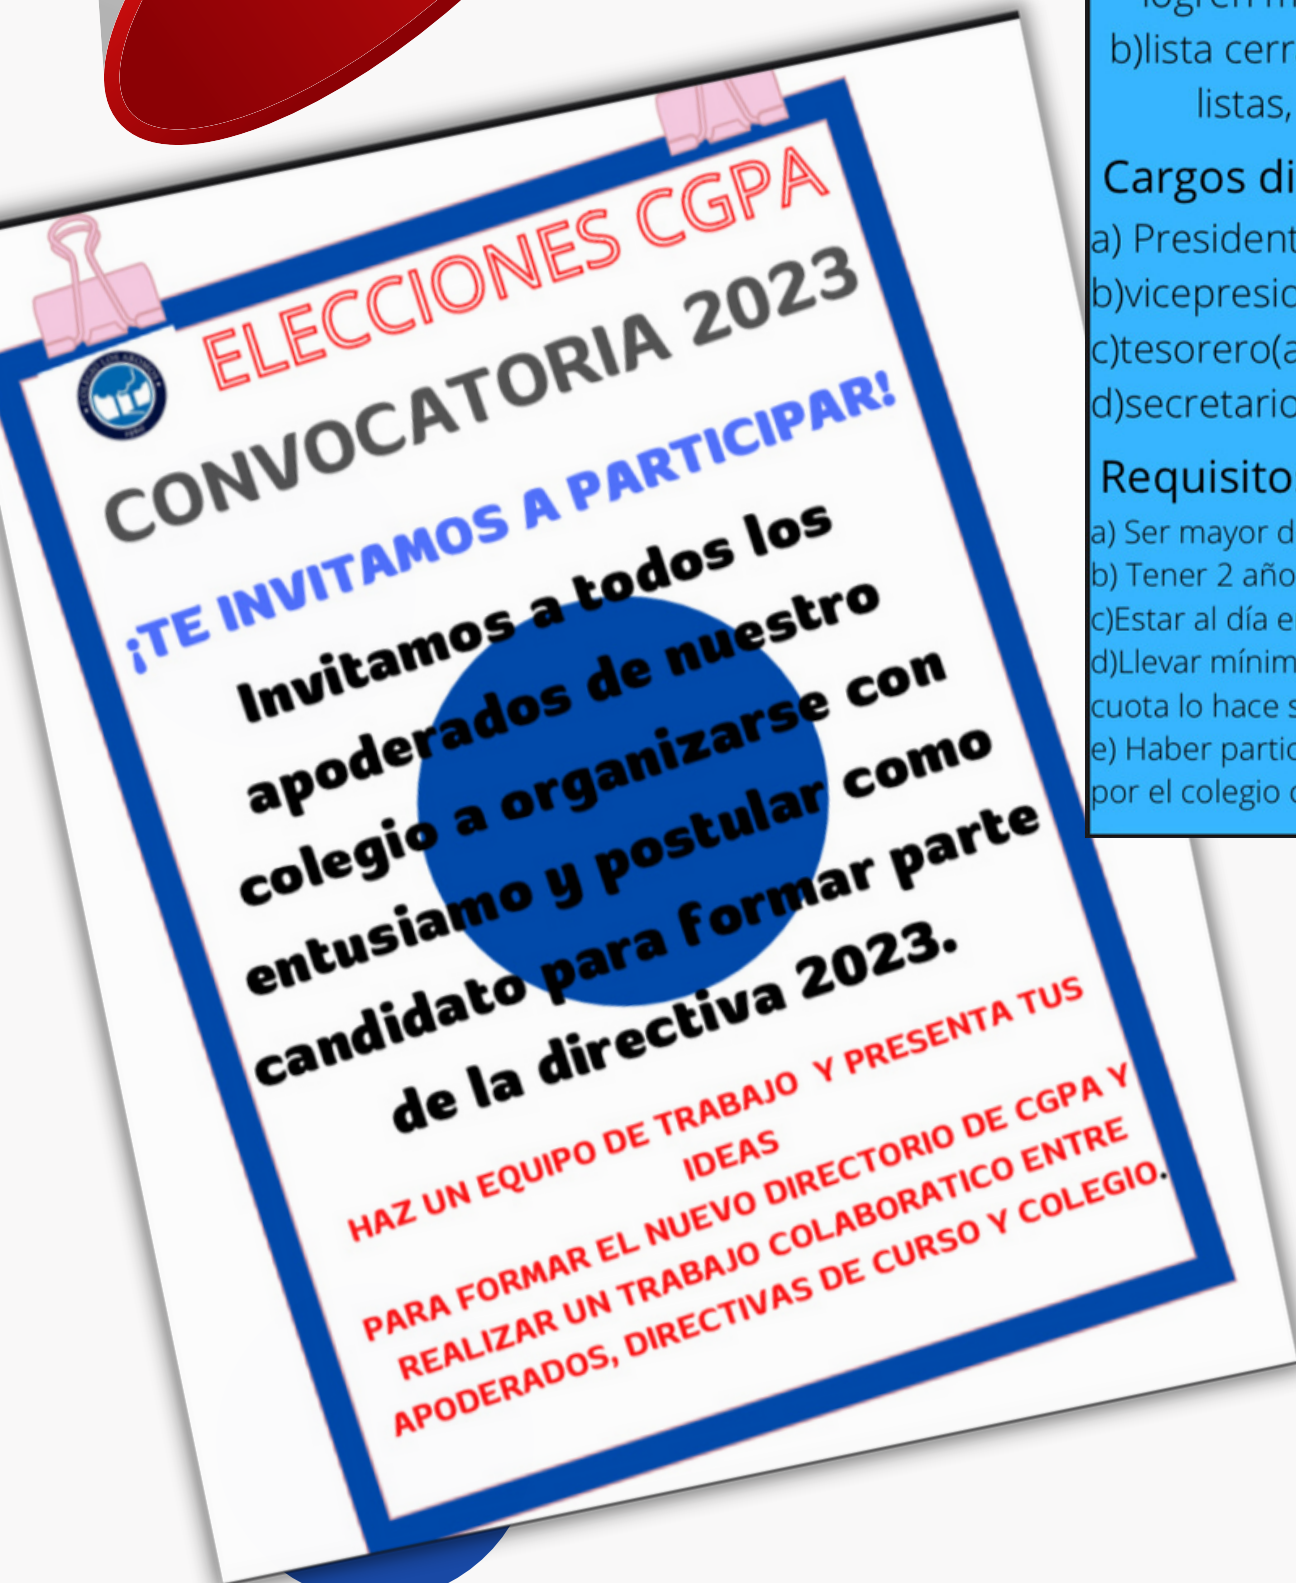 ELECCIONES CGPA
CONVOCATORIA 2023
¡TE INVITAMOS A PARTICIPAR!
Invitamos a todos los
apoderados de nuestro
colegio a organizarse con
entusiamo y postular como
candidato para formar parte
de la directiva 2023.
HAZ UN EQUIPO DE TRABAJO Y PRESENTA TUS
IDEAS
PARA FORMAR EL NUEVO DIRECTORIO DE CGPA Y
REALIZAR UN TRABAJO COLABORATICO ENTRE
APODERADOS, DIRECTIVAS DE CURSO Y COLEGIO.
b)lista cerr
listas,
Cargos di
a) President
b)vicepresid
c)tesorero(a
d)secretario
Requisito
a) Ser mayor d
b) Tener 2 año
c)Estar al día e
d)Llevar mínim
cuota lo hace s
e) Haber partic
por el colegio